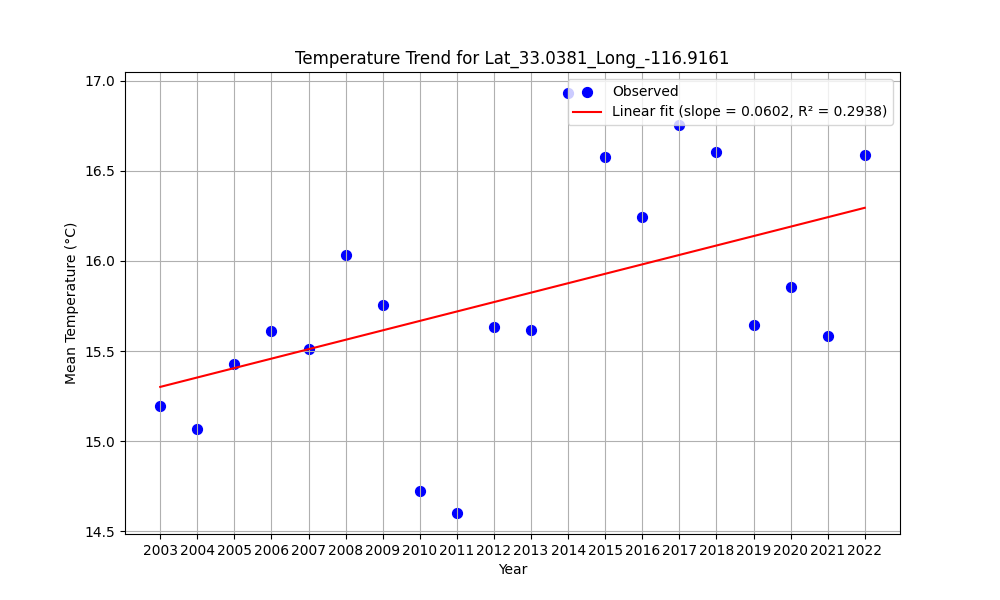 Temperature Trend for Lat_33.0381_Long_-116.9161
Observed
Linear fit (slope = 0.0602, R² = 0.2938)
Mean Temperature (°C)
17.0
16.5
16.0
15.5
15.0
14.5
2003 2004 2005 2006 2007 2008 2009 2010 2011 2012 2013 2014 2015 2016 2017 2018 2019 2020 2021 2022
Year